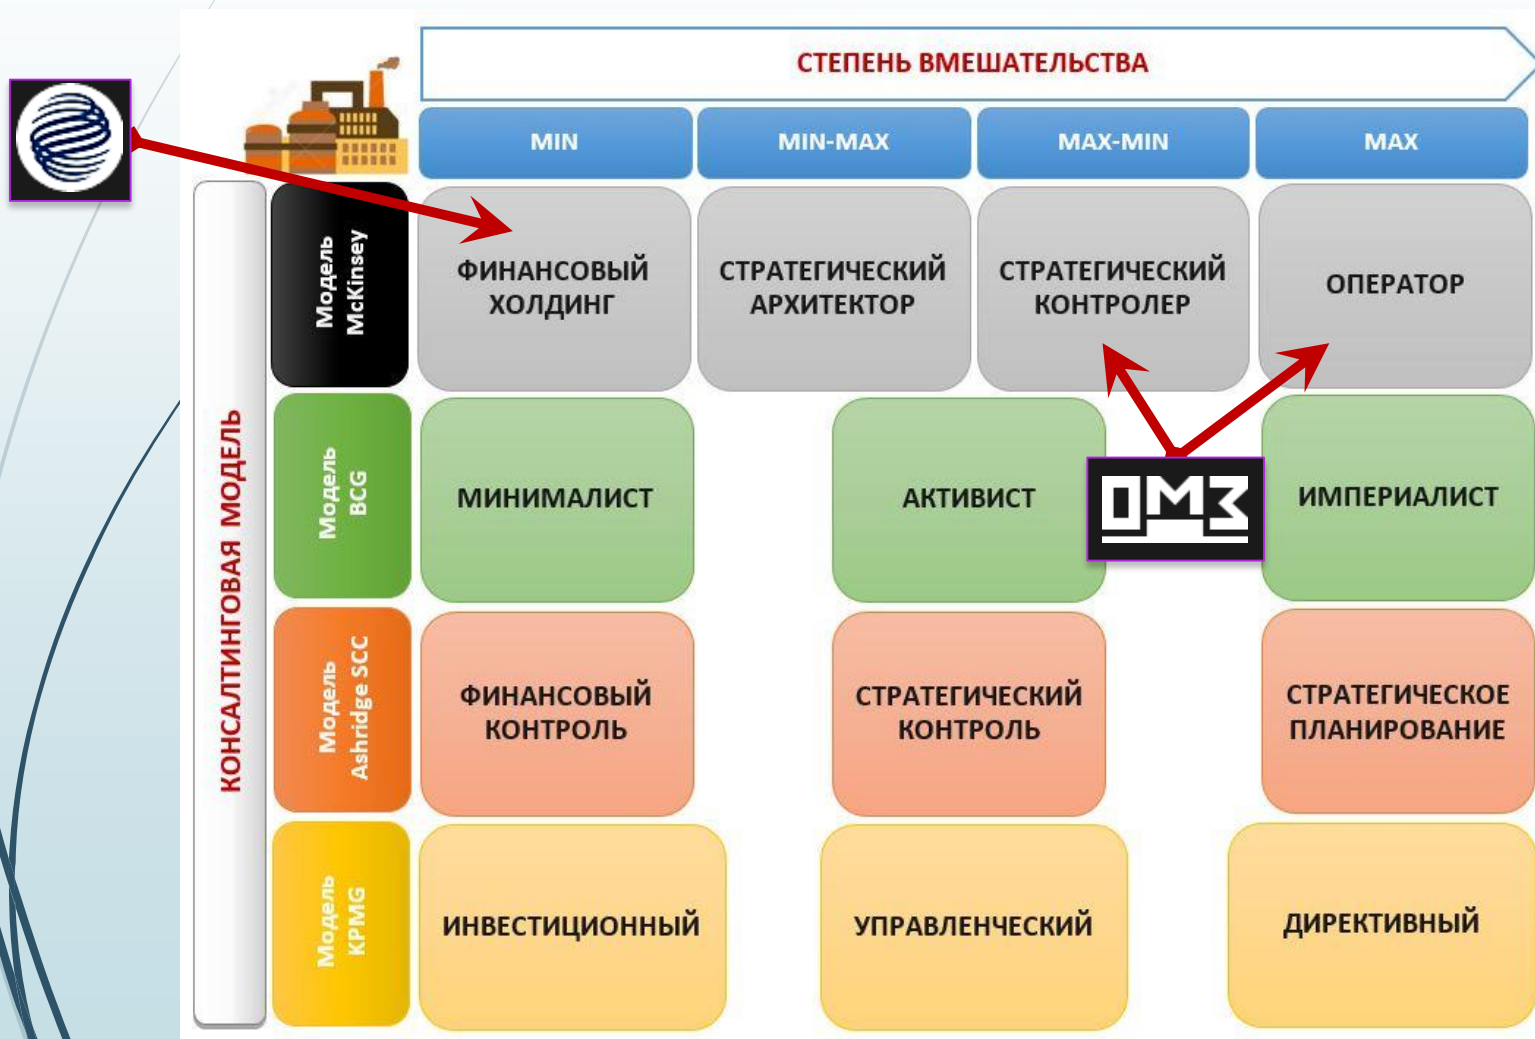 СТЕПЕНЬ ВМЕШАТЕЛЬСТВА
MIN
MIN-MAX
MAX-MIN
MAX
КОНСАЛТИНГОВАЯ МОДЕЛЬ
Модель
McKinsey
ФИНАНСОВЫЙ
ХОЛДИНГ
СТРАТЕГИЧЕСКИЙ
АРХИТЕКТОР
СТРАТЕГИЧЕСКИЙ
КОНТРОЛЕР
ОПЕРАТОР
Модель
BCG
МИНИМАЛИСТ
АКТИВИСТ
ОМЗ
ИМПЕРИАЛИСТ
Модель
Ashridge SCC
ФИНАНСОВЫЙ
КОНТРОЛЬ
СТРАТЕГИЧЕСКИЙ
КОНТРОЛЬ
СТРАТЕГИЧЕСКОЕ
ПЛАНИРОВАНИЕ
Модель
KPMG
ИНВЕСТИЦИОННЫЙ
УПРАВЛЕНЧЕСКИЙ
ДИРЕКТИВНЫЙ